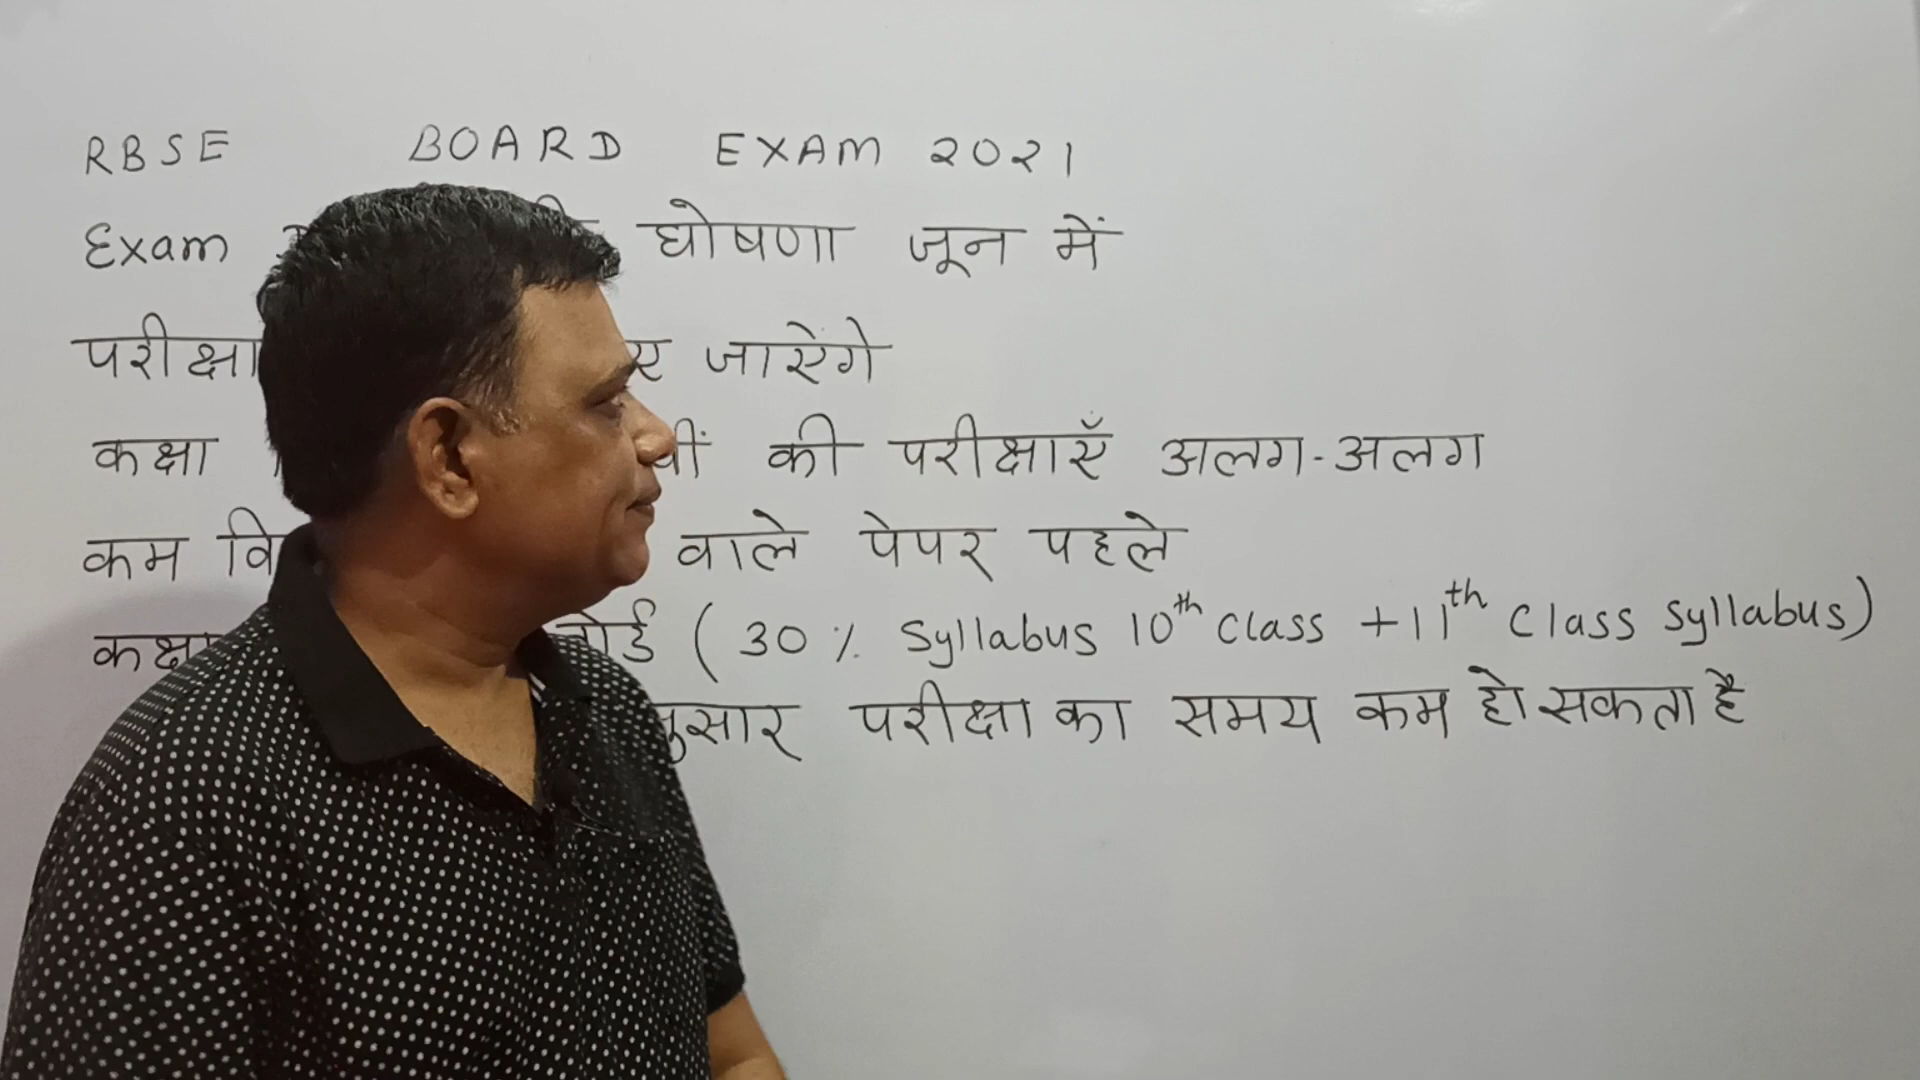 RBSE BOARD EXAM 2021
Exam घोषणा जून में
परीक्षा जाऐंगे
कक्षा की परीक्षाएँ अलग-अलग
कम वाले पेपर पहले
(30% Syllabus 10th Class + 11th Class Syllabus)
परीक्षा का समय कम हो सकता है